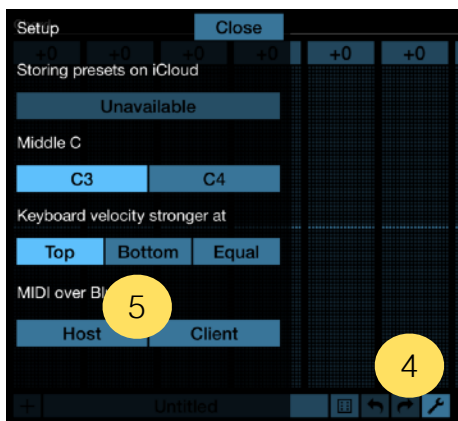 Setup
Close
+0 +0 +0 +0 +0 +0
Storing presets on iCloud
Unavailable
Middle C
C3 C4
Keyboard velocity stronger at
Top Bottom Equal
MIDI over
5
Host Client
4
+ Untitled